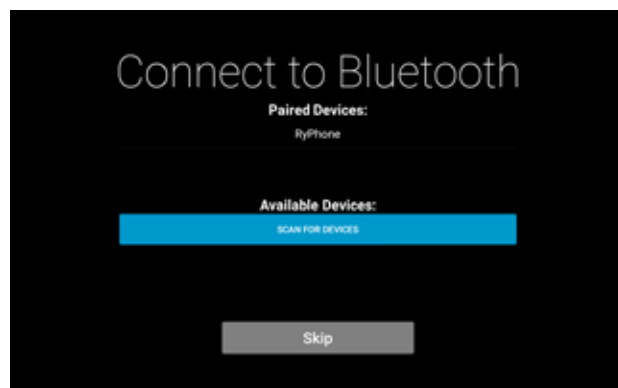 Connect to Bluetooth
Paired Devices:
RyPhone
Available Devices:
SCAN FOR DEVICES
Skip